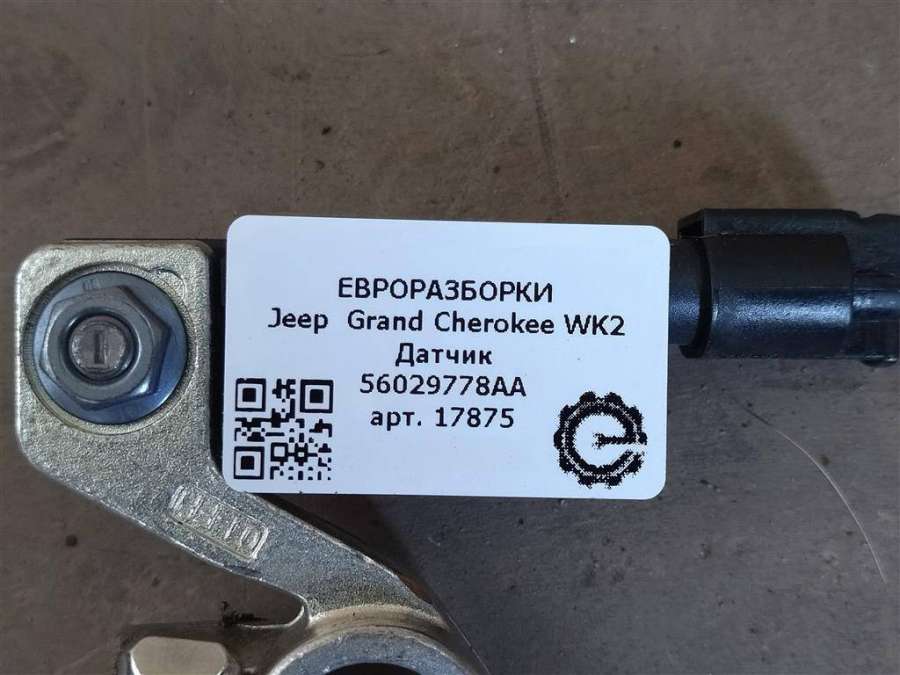 ЕВРОРАЗБОРКИ
Jeep Grand Cherokee WK2
Датчик
56029778AA
арт. 17875